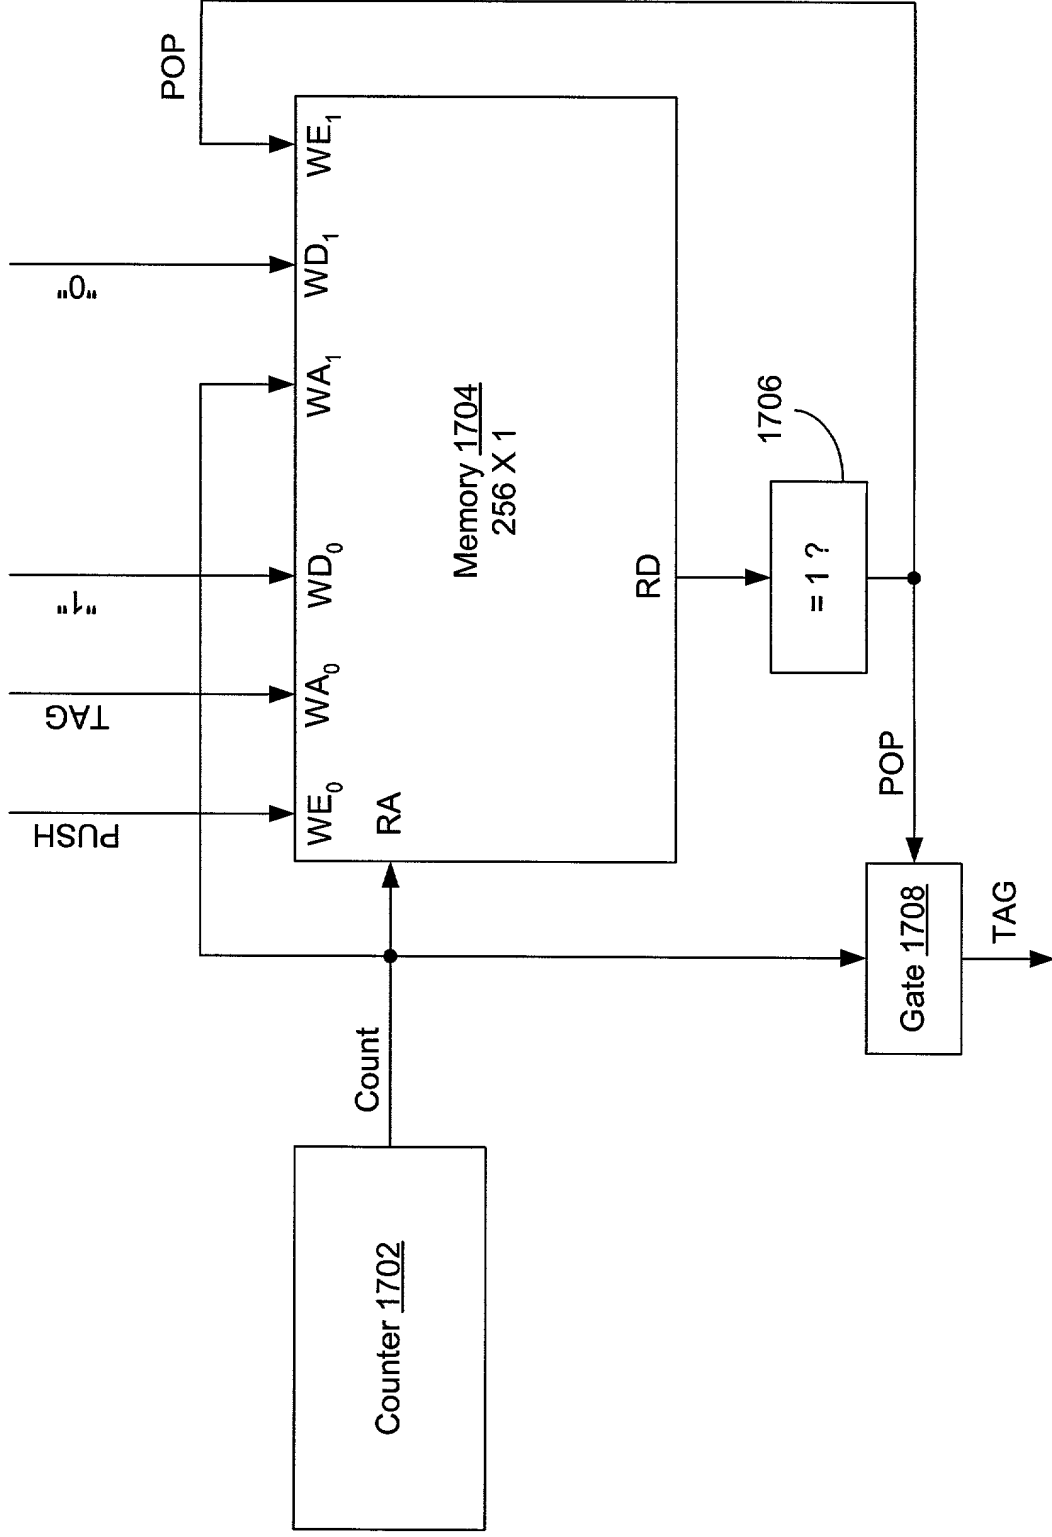 POP
PUSH
TAG
"1"
"0"
WE0
WA0
WD0
WA1
WD1
WE1
RA
Memory 1704
256 X 1
RD
Counter 1702
Count
= 1 ?
1706
POP
Gate 1708
TAG